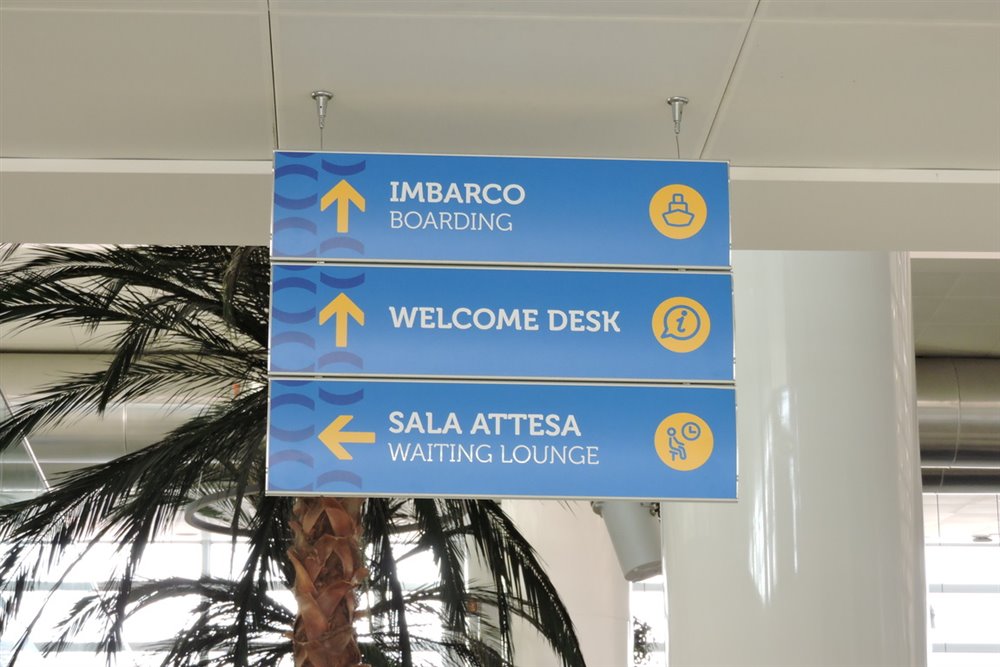 IMBARCO
BOARDING
WELCOME DESK
SALA ATTESA
WAITING LOUNGE